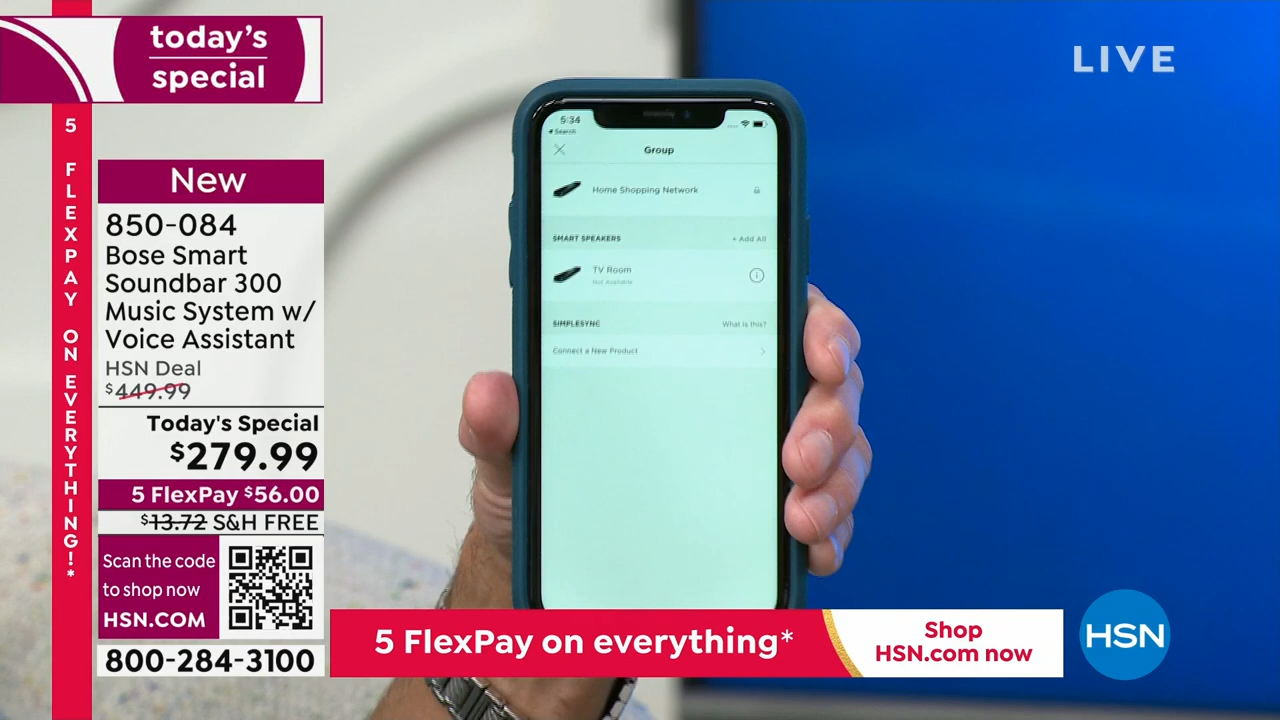 today's
special
5 FLEXPAY ON EVERYTHING!*
New
850-084
Bose Smart
Soundbar 300
Music System w/
Voice Assistant
HSN Deal
$449.99
Today's Special
$279.99
5 FlexPay $56.00
$13.72 S&H FREE
Scan the code
to shop now
HSN.COM
800-284-3100
LIVE
5:34
Search
Group
Home Shopping Network
SMART SPEAKERS
+ Add All
TV Room
Not Available
SIMPLESYNC
What is this?
Connect a New Product
5 FlexPay on everything*
Shop
HSN.com now
HSN